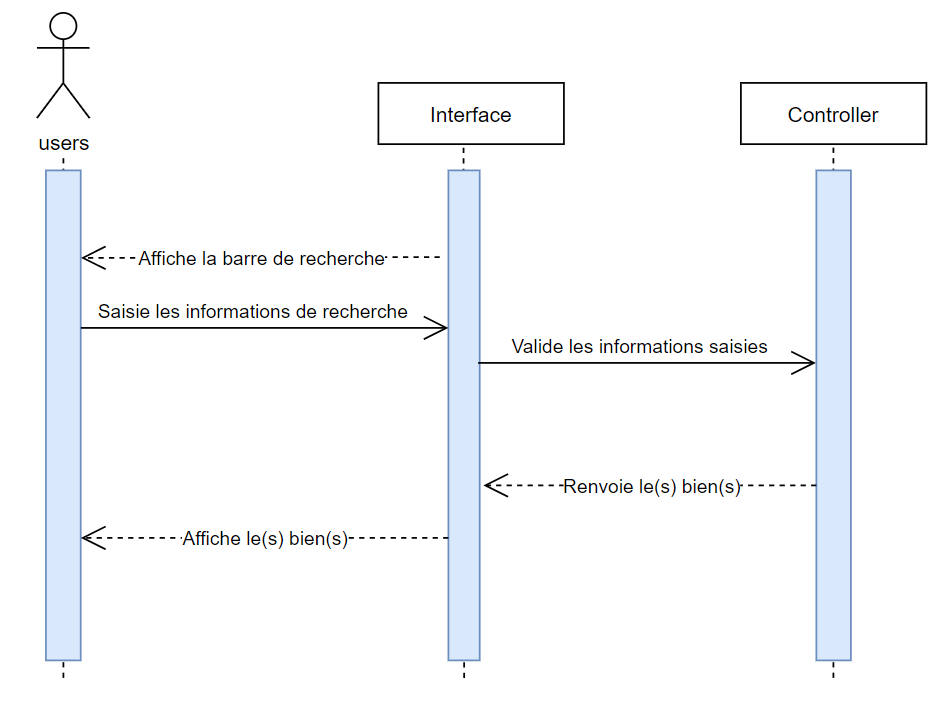 users
Interface
Controller
Affiche la barre de recherche
Saisie les informations de recherche
Valide les informations saisies
Renvoie le(s) bien(s)
Affiche le(s) bien(s)